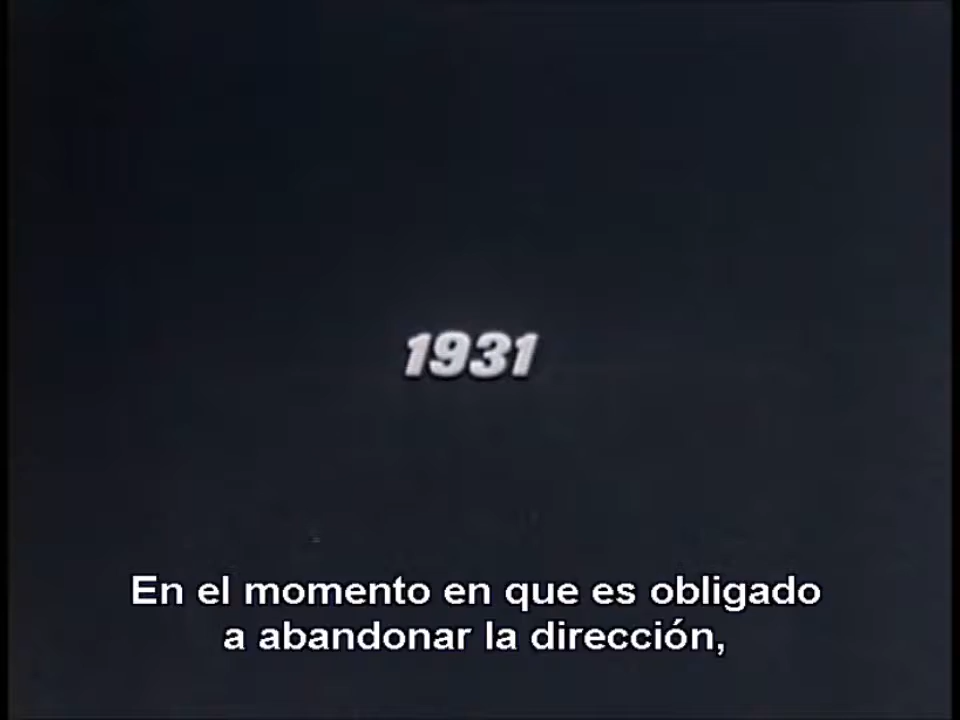 1931
En el momento en que es obligado
a abandonar la dirección,